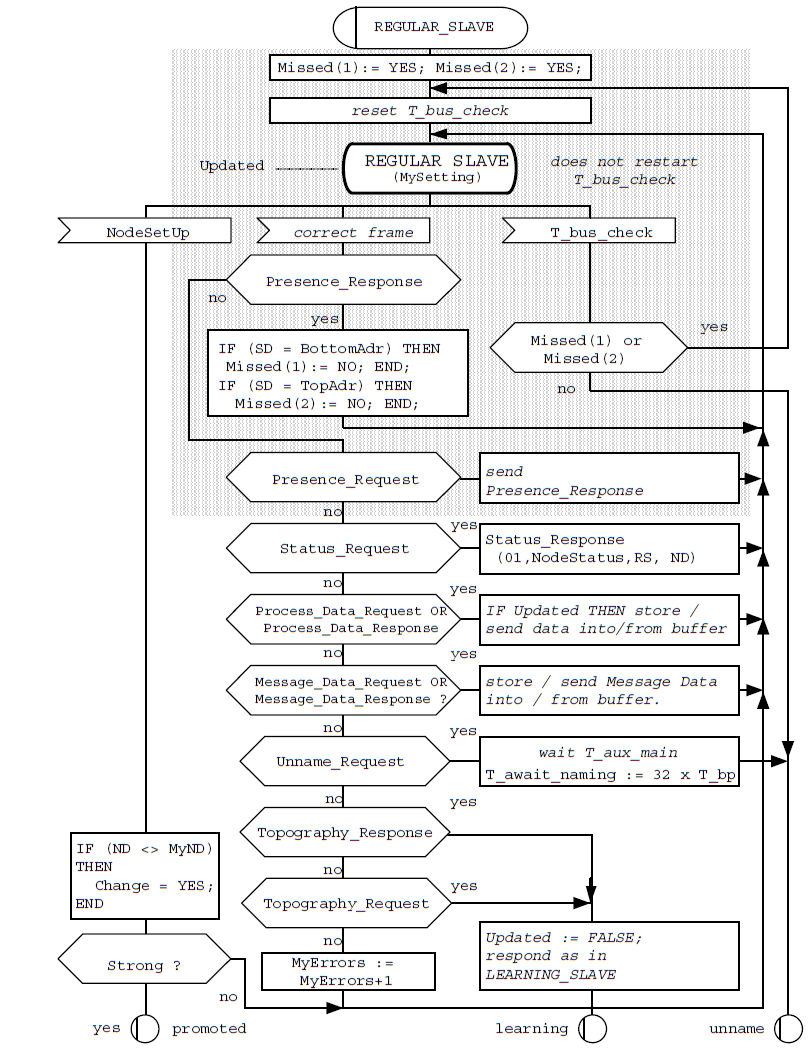 REGULAR_SLAVE
Missed(1):= YES; Missed(2):= YES;
reset T_bus_check
Updated
REGULAR SLAVE
(MySetting)
does not restart
T_bus_check
NodeSetUp
correct frame
T_bus_check
Presence_Response
no
yes
IF (SD = BottomAdr) THEN
Missed(1):= NO; END;
IF (SD = TopAdr) THEN
Missed(2):= NO; END;
Missed(1) or
Missed(2)
yes
no
Presence_Request
send
Presence_Response
no
yes
Status_Request
Status_Response
(01,NodeStatus,RS, ND)
no
yes
Process_Data_Request OR
Process_Data_Response
IF Updated THEN store /
send data into/from buffer
no
yes
Message_Data_Request OR
Message_Data_Response ?
store / send Message Data
into / from buffer.
no
yes
Unname_Request
wait T_aux_main
T_await_naming := 32 x T_bp
no
yes
Topography_Response
IF (ND <> MyND)
THEN
Change = YES;
END
no
yes
Topography_Request
no
Updated := FALSE;
respond as in
LEARNING_SLAVE
Strong ?
MyErrors :=
MyErrors+1
no
yes
promoted
learning
unname